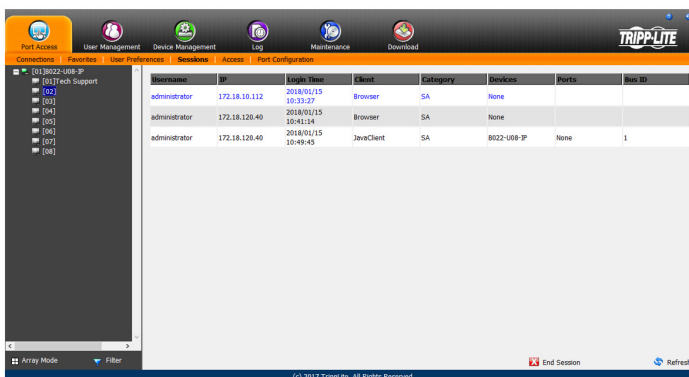 TRIPP-LITE
Port Access User Management Device Management Log Maintenance Download
Connections Favorites User Preferences Sessions Access Port Configuration
[01]B022-U08-IP
[01]Tech Support
[02]
[03]
[04]
[05]
[06]
[07]
[08]
Username IP Login Time Client Category Devices Ports Bus ID
administrator 172.18.10.112 2018/01/15 10:33:27 Browser SA None
administrator 172.18.120.40 2018/01/15 10:41:14 Browser SA None
administrator 172.18.120.40 2018/01/15 10:49:45 JavaClient SA B022-U08-IP None 1
Array Mode Filter
End Session Refresh
(c) 2017 TrippLite. All Rights Reserved.